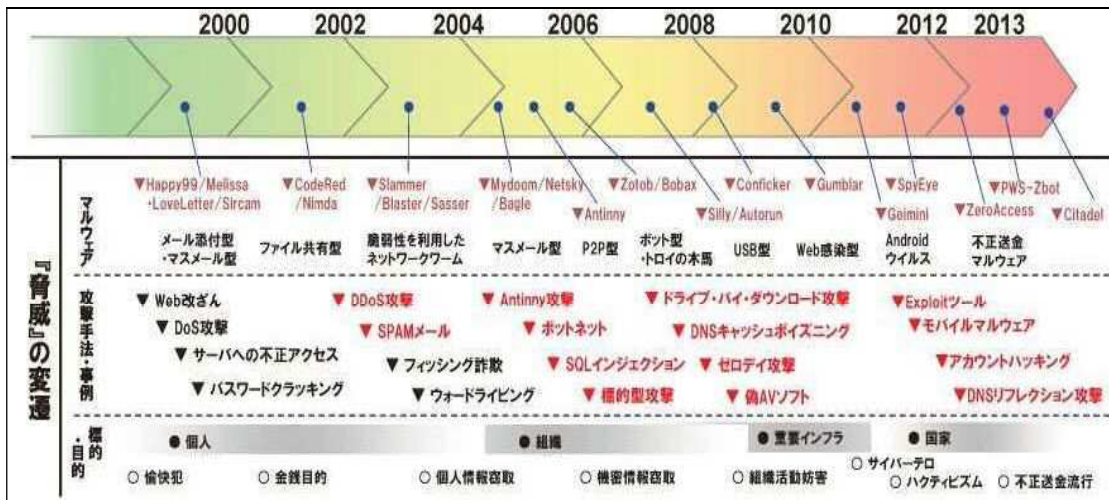 2000 2002 2004 2006 2008 2010 2012 2013
『脅威』の変遷
マルウェア
▼Happy99/Melissa
・LoveLetter/Sircam
▼CodeRed
/Nimda
▼Slammer
/Blaster/Sasser
▼Mydoom/Netsky
/Bagle
▼Antinny
▼Zotob/Bobax
▼Silly/Autorun
▼Conficker
▼Gumblar
▼Geimini
▼SpyEye
▼ZeroAccess
▼PWS-Zbot
▼Citadel
メール添付型
・マスメール型
ファイル共有型
脆弱性を利用した
ネットワークワーム
マスメール型
P2P型
ボット型
・トロイの木馬
USB型
Web感染型
Android
ウイルス
不正送金
マルウェア
攻撃手法・事例
▼Web改ざん
▼DoS攻撃
▼サーバへの不正アクセス
▼パスワードクラッキング
▼DDoS攻撃
▼SPAMメール
▼フィッシング詐欺
▼ウォードライビング
▼Antinny攻撃
▼ボットネット
▼SQLインジェクション
▼標的型攻撃
▼ドライブ・バイ・ダウンロード攻撃
▼DNSキャッシュポイズニング
▼ゼロデイ攻撃
▼偽AVソフト
▼Exploitツール
▼モバイルマルウェア
▼アカウントハッキング
▼DNSリフレクション攻撃
標的
・目的
●個人
●組織
●重要インフラ
●国家
○愉快犯
○金銭目的
○個人情報窃取
○機密情報窃取
○組織活動妨害
○サイバーテロ
○ハクティビズム
○不正送金流行